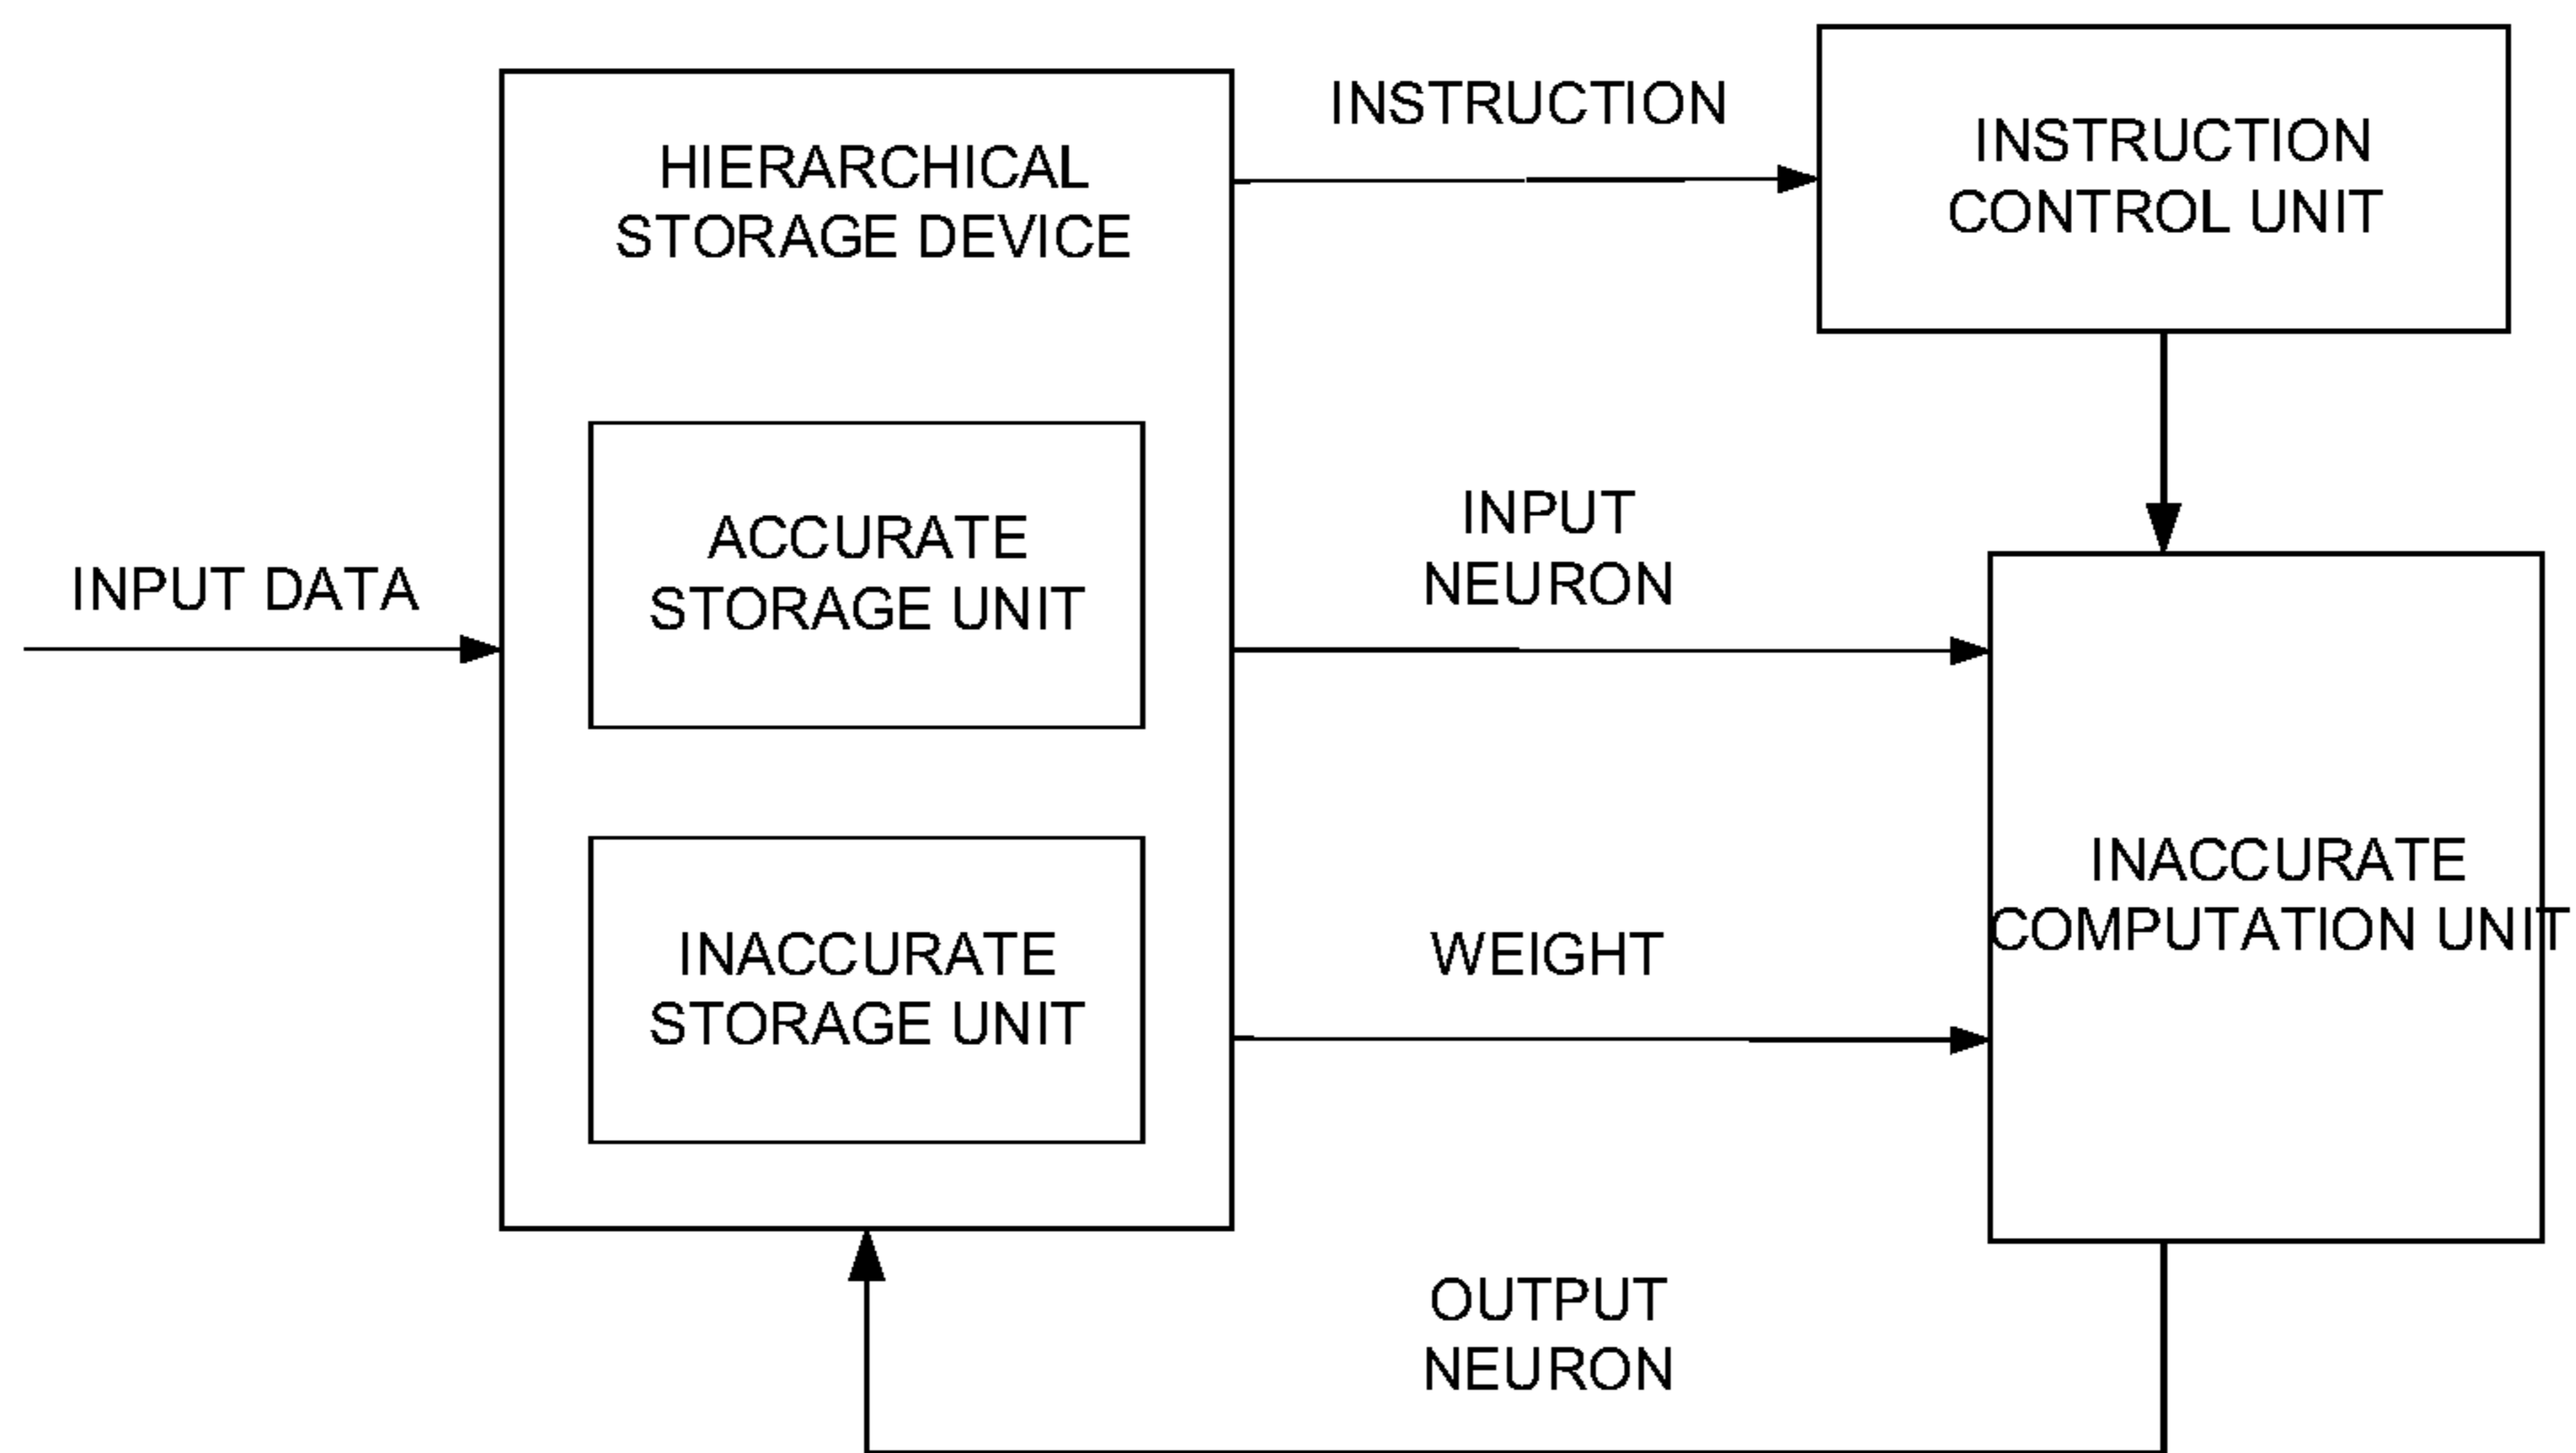 INPUT DATA
HIERARCHICAL
STORAGE DEVICE
ACCURATE
STORAGE UNIT
INACCURATE
STORAGE UNIT
INSTRUCTION
INPUT
NEURON
WEIGHT
OUTPUT
NEURON
INSTRUCTION
CONTROL UNIT
INACCURATE
COMPUTATION UNIT